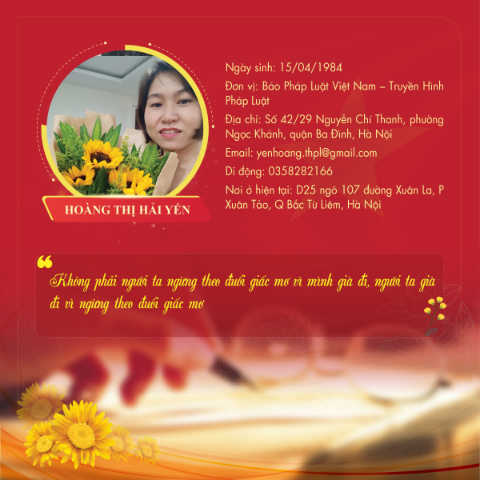 Ngày sinh: 15/04/1984
Đơn vị: Báo Pháp Luật Việt Nam – Truyền Hình
Pháp Luật
Địa chỉ: Số 42/29 Nguyễn Chí Thanh, phường
Ngọc Khánh, quận Ba Đình, Hà Nội
Email: yenhoang.thpl@gmail.com
Di động: 0358282166
Nơi ở hiện tại: D25 ngõ 107 đường Xuân La, P
Xuân Tảo, Q Bắc Từ Liêm, Hà Nội
HOÀNG THỊ HẢI YẾN
Không phải người ta ngừng theo đuổi giấc mơ vì mình già đi, người ta già
đi vì ngừng theo đuổi giấc mơ